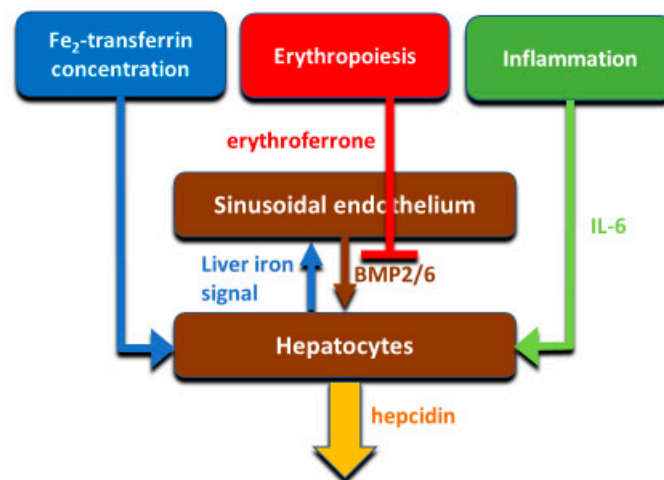 Fe₂-transferrin
concentration
Erythropoiesis
Inflammation
erythroferrone
Sinusoidal endothelium
IL-6
Liver iron
signal
BMP2/6
Hepatocytes
hepcidin